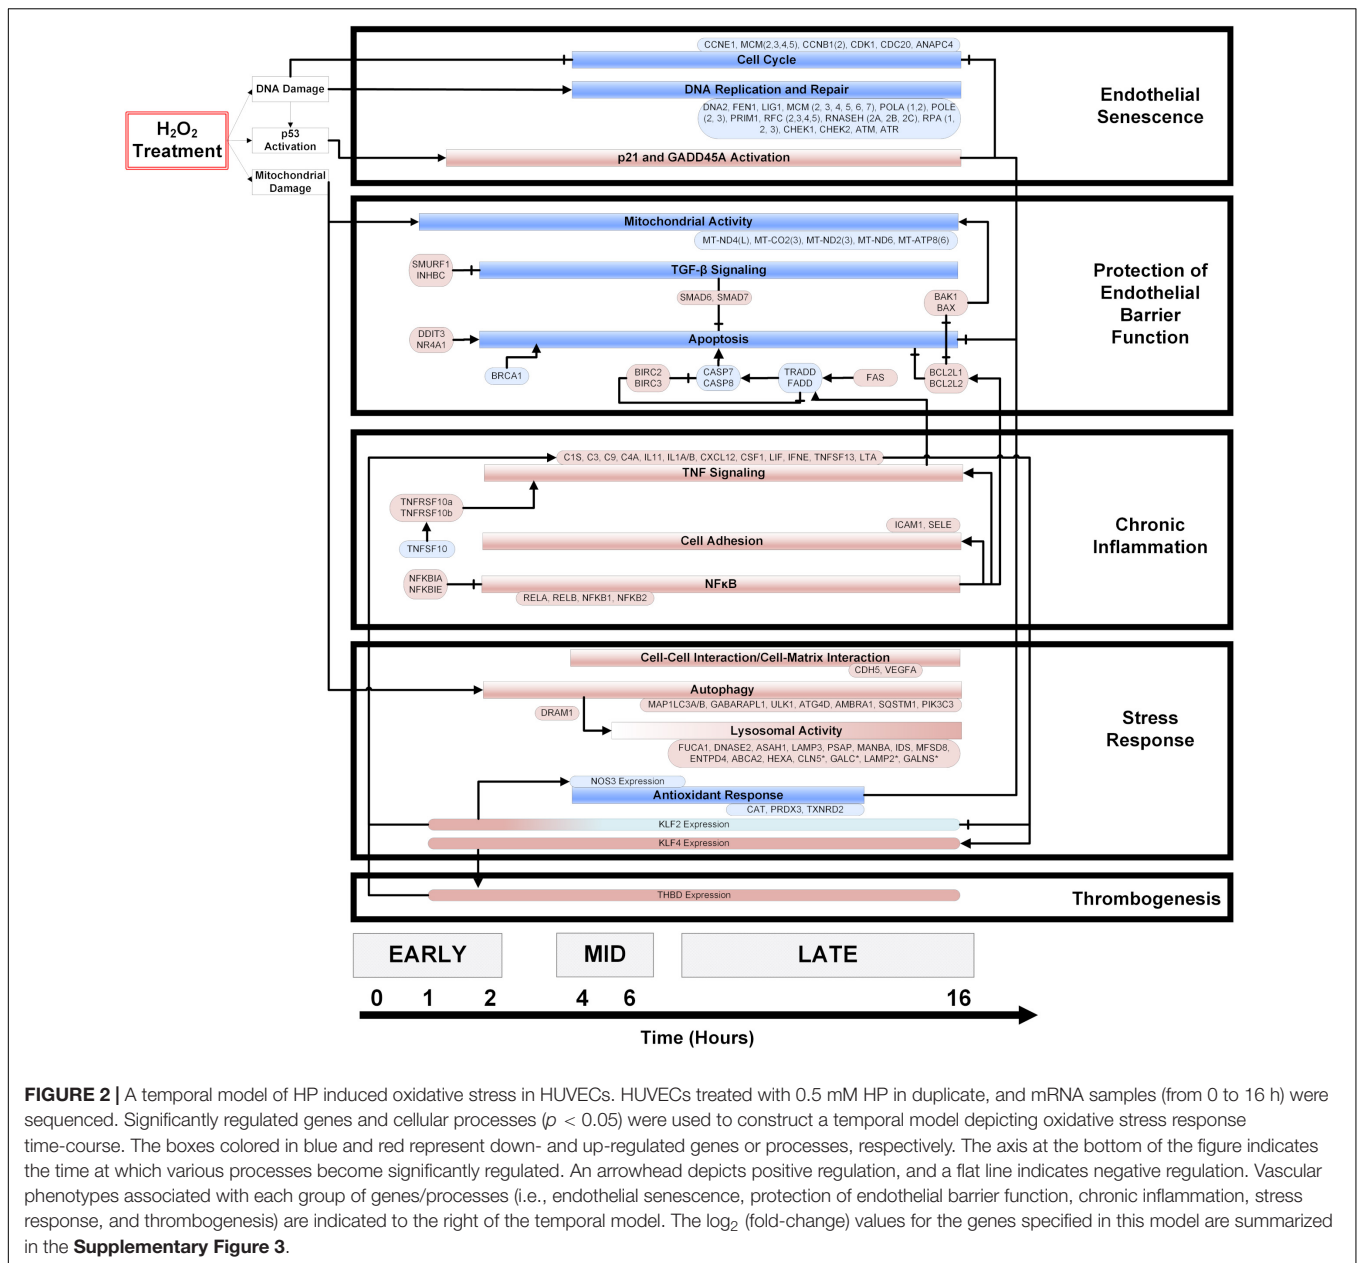 CCNE1, MCM(2,3,4,5), CCNB1(2), CDK1, CDC20, ANAPC4
Cell Cycle
DNA Damage
DNA Replication and Repair
DNA2, FEN1, LIG1, MCM (2, 3, 4, 5, 6, 7), POLA (1,2), POLE
(2, 3), PRIM1, RFC (2,3,4,5), RNASEH (2A, 2B, 2C), RPA (1,
2, 3), CHEK1, CHEK2, ATM, ATR
Endothelial
Senescence
H2O2
Treatment
p53
Activation
p21 and GADD45A Activation
Mitochondrial
Damage
Mitochondrial Activity
MT-ND4(L), MT-CO2(3), MT-ND2(3), MT-ND6, MT-ATP8(6)
SMURF1
INHBC
TGF-β Signaling
SMAD6, SMAD7
BAK1
BAX
Protection of
Endothelial
Barrier
Function
DDIT3
NR4A1
Apoptosis
BRCA1
BIRC2
BIRC3
CASP7
CASP8
TRADD
FADD
FAS
BCL2L1
BCL2L2
C1S, C3, C9, C4A, IL11, IL1A/B, CXCL12, CSF1, LIF, IFNE, TNFSF13, LTA
TNF Signaling
TNFRSF10a
TNFRSF10b
TNFSF10
ICAM1, SELE
Cell Adhesion
Chronic
Inflammation
NFKBIA
NFKBIE
NFκB
RELA, RELB, NFKB1, NFKB2
Cell-Cell Interaction/Cell-Matrix Interaction
CDH5, VEGFA
Autophagy
MAP1LC3A/B, GABARAPL1, ULK1, ATG4D, AMBRA1, SQSTM1, PIK3C3
DRAM1
Lysosomal Activity
FUCA1, DNASE2, ASAH1, LAMP3, PSAP, MANBA, IDS, MFSD8,
ENTPD4, ABCA2, HEXA, CLN5*, GALC*, LAMP2*, GALNS*
Stress
Response
NOS3 Expression
Antioxidant Response
CAT, PRDX3, TXNRD2
KLF2 Expression
KLF4 Expression
THBD Expression
Thrombogenesis
EARLY MID LATE
0 1 2 4 6 16
Time (Hours)
FIGURE 2 | A temporal model of HP induced oxidative stress in HUVECs. HUVECs treated with 0.5 mM HP in duplicate, and mRNA samples (from 0 to 16 h) were
sequenced. Significantly regulated genes and cellular processes (p < 0.05) were used to construct a temporal model depicting oxidative stress response
time-course. The boxes colored in blue and red represent down- and up-regulated genes or processes, respectively. The axis at the bottom of the figure indicates
the time at which various processes become significantly regulated. An arrowhead depicts positive regulation, and a flat line indicates negative regulation. Vascular
phenotypes associated with each group of genes/processes (i.e., endothelial senescence, protection of endothelial barrier function, chronic inflammation, stress
response, and thrombogenesis) are indicated to the right of the temporal model. The log2 (fold-change) values for the genes specified in this model are summarized
in the Supplementary Figure 3.